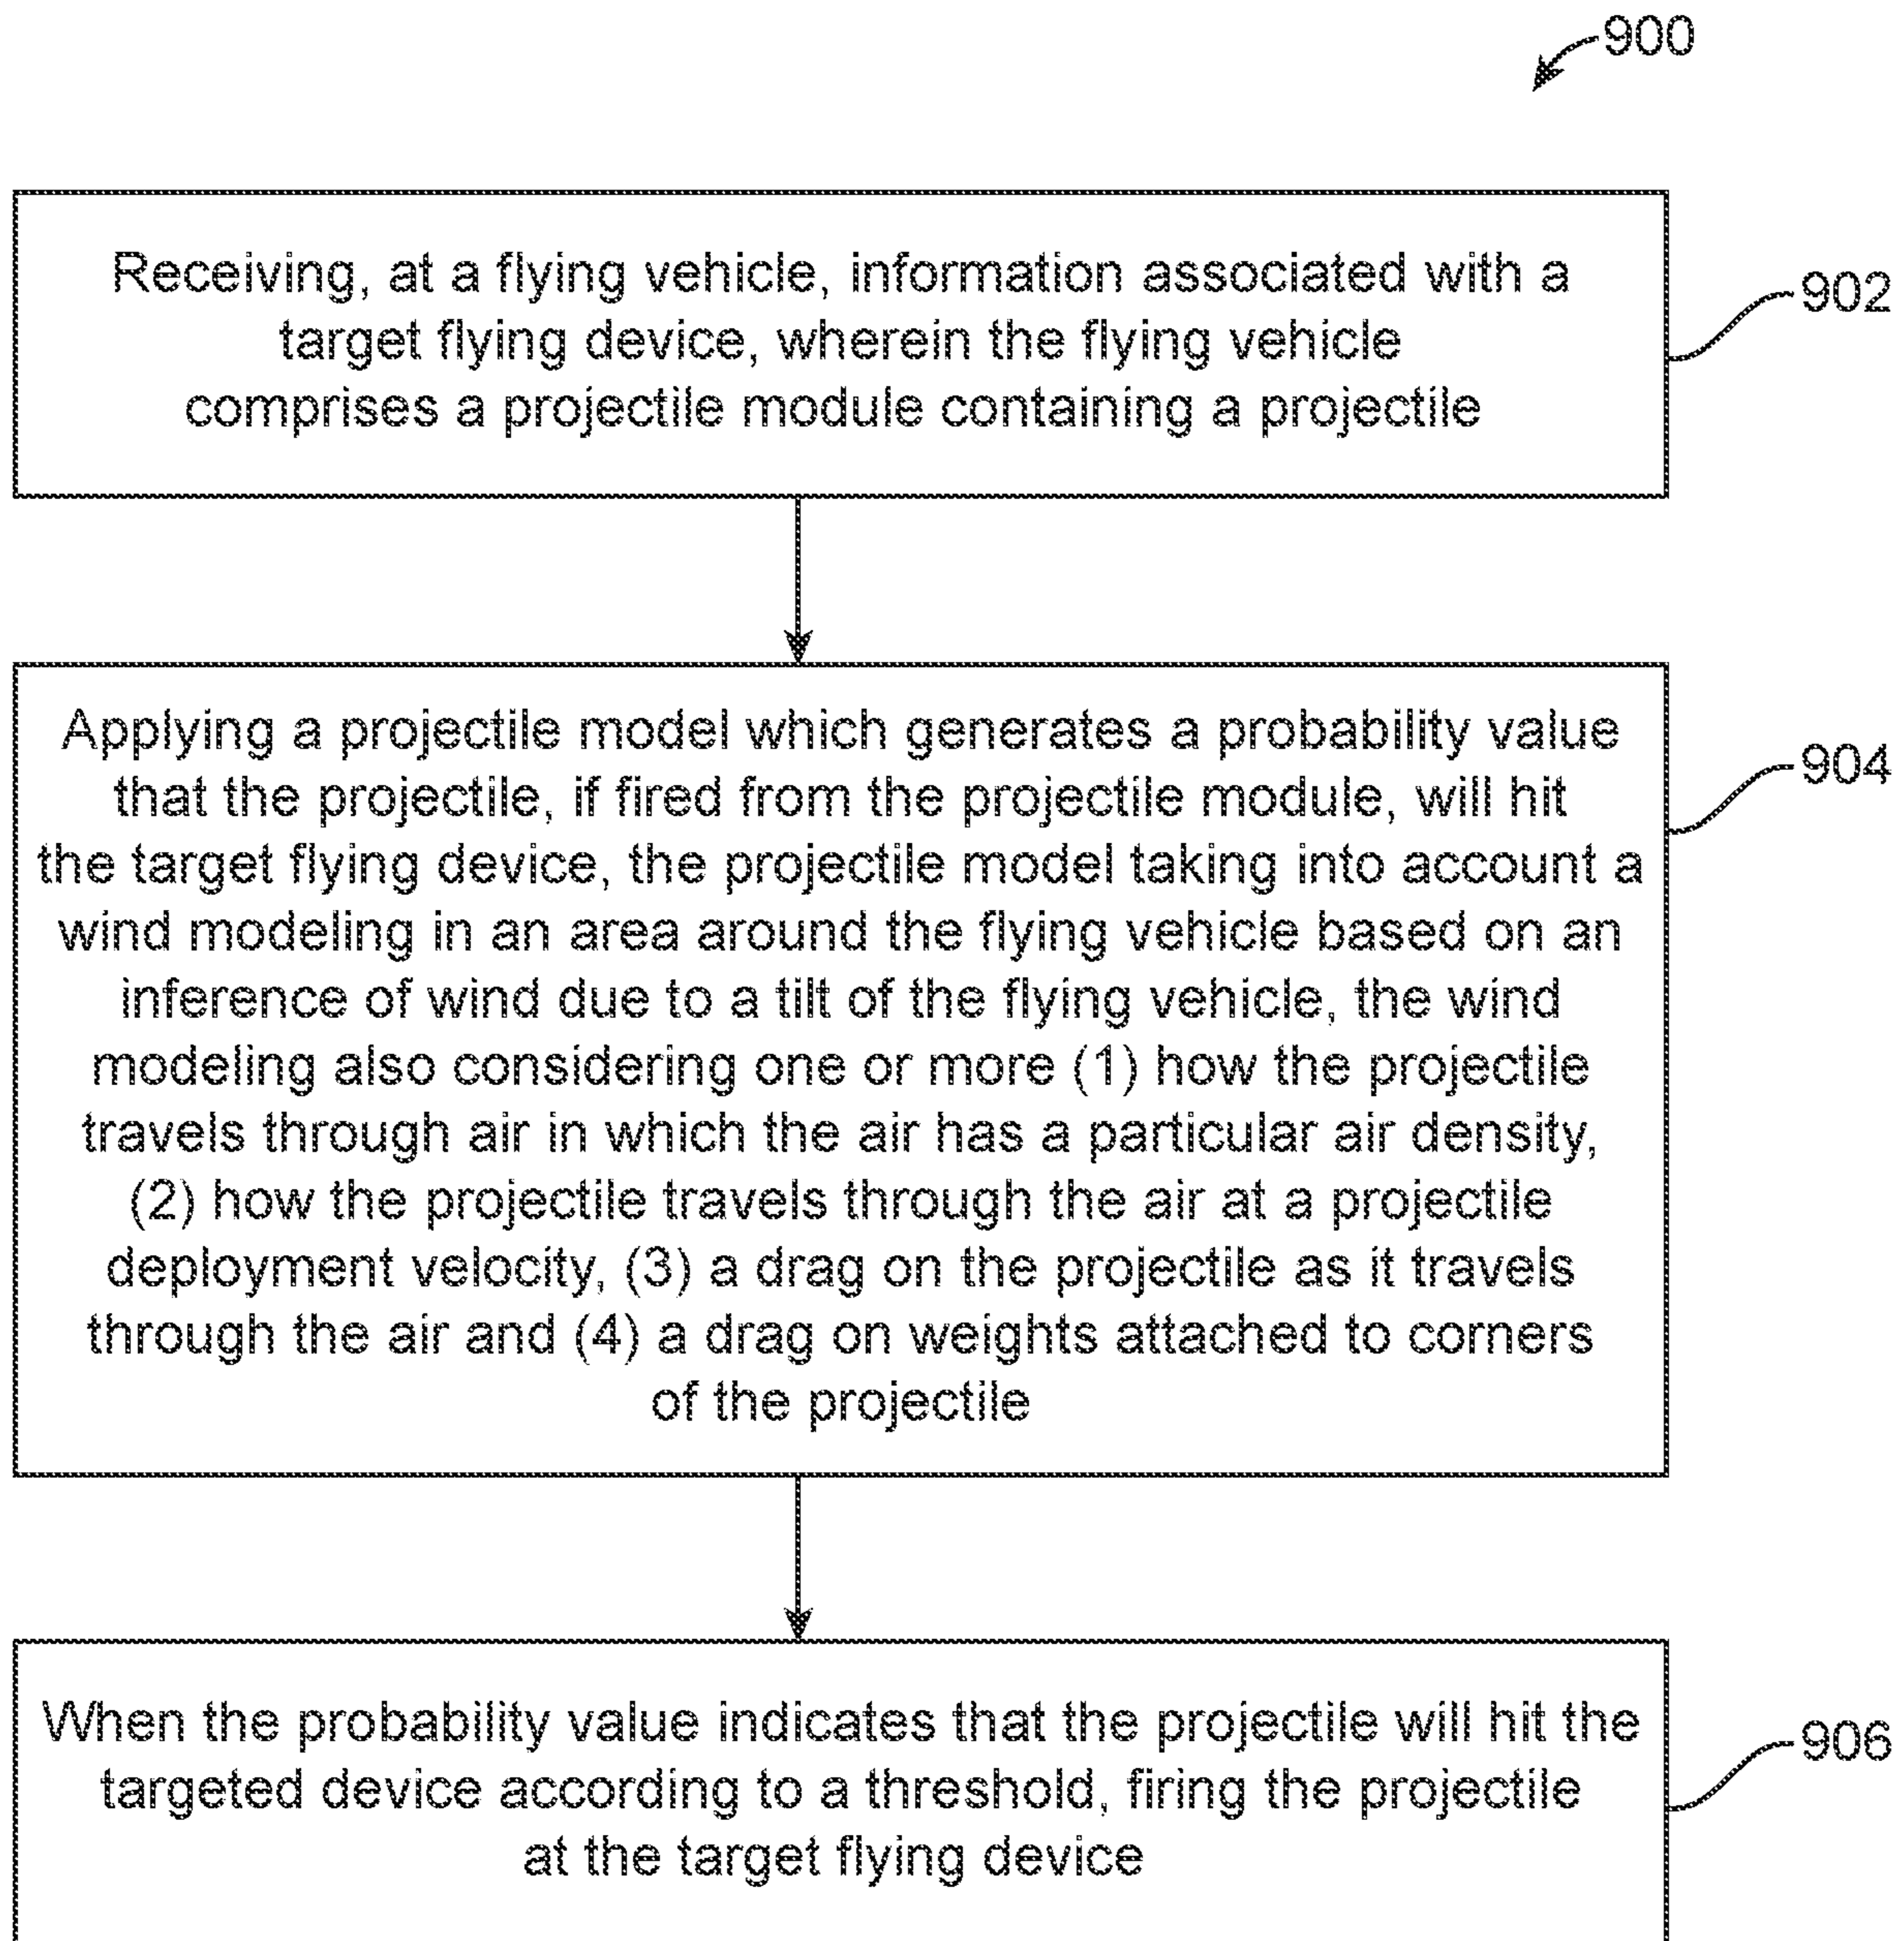 900
Receiving, at a flying vehicle, information associated with a
target flying device, wherein the flying vehicle
comprises a projectile module containing a projectile
902
Applying a projectile model which generates a probability value
that the projectile, if fired from the projectile module, will hit
the target flying device, the projectile model taking into account a
wind modeling in an area around the flying vehicle based on an
inference of wind due to a tilt of the flying vehicle, the wind
modeling also considering one or more (1) how the projectile
travels through air in which the air has a particular air density,
(2) how the projectile travels through the air at a projectile
deployment velocity, (3) a drag on the projectile as it travels
through the air and (4) a drag on weights attached to corners
of the projectile
904
When the probability value indicates that the projectile will hit the
targeted device according to a threshold, firing the projectile
at the target flying device
906